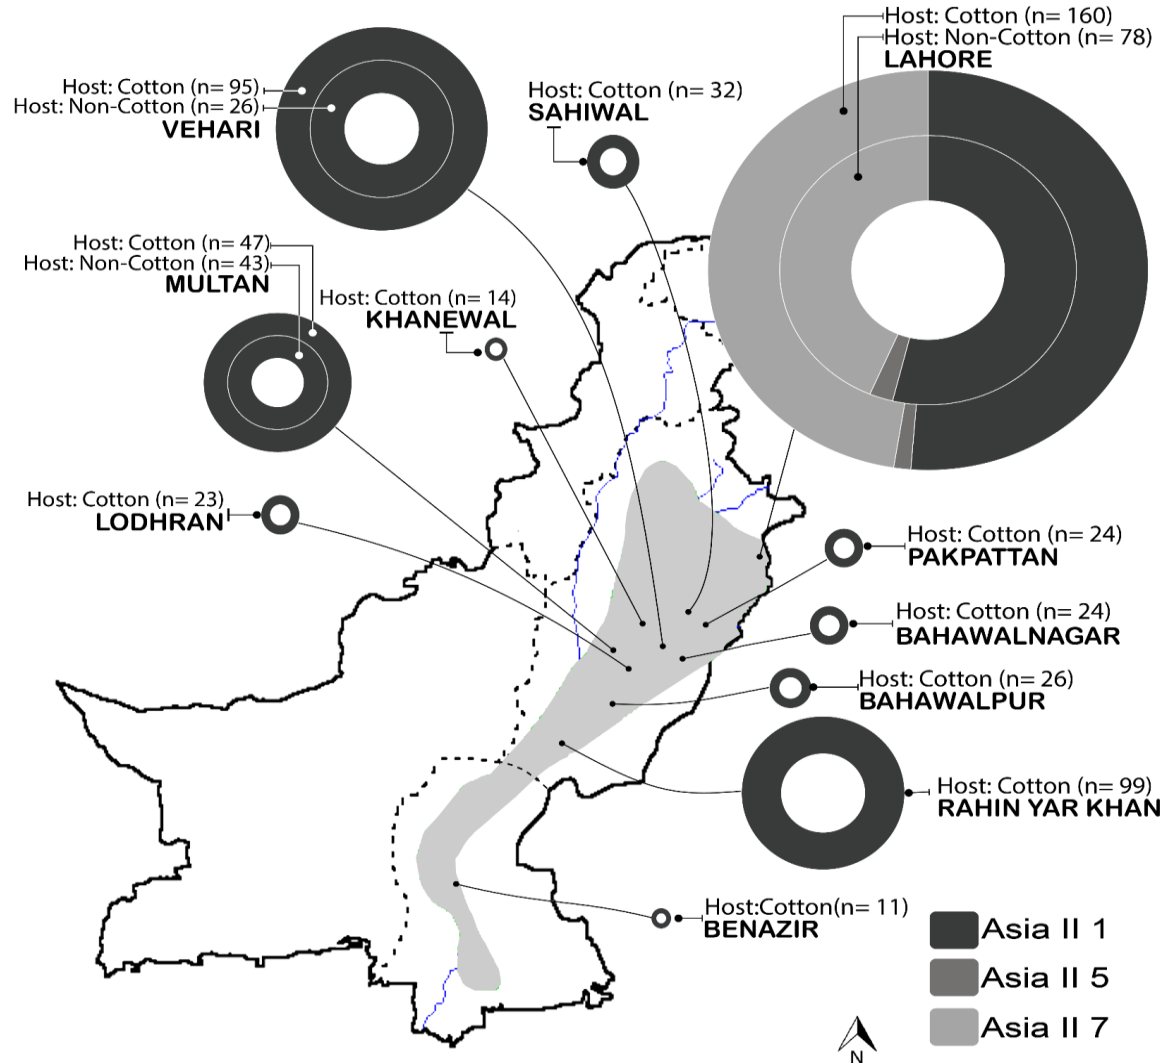 Host: Cotton (n= 160)
Host: Non-Cotton (n= 78)
LAHORE
Host: Cotton (n= 95)
Host: Non-Cotton (n= 26)
VEHARI
Host: Cotton (n= 32)
SAHIWAL
Host: Cotton (n= 47)
Host: Non-Cotton (n= 43)
MULTAN
Host: Cotton (n= 14)
KHANEWAL
Host: Cotton (n= 23)
LODHRAN
Host: Cotton (n= 24)
PAKPATTAN
Host: Cotton (n= 24)
BAHAWALNAGAR
Host: Cotton (n= 26)
BAHAWALPUR
Host: Cotton (n= 99)
RAHIN YAR KHAN
Host:Cotton(n= 11)
BENAZIR
Asia II 1
Asia II 5
Asia II 7
N